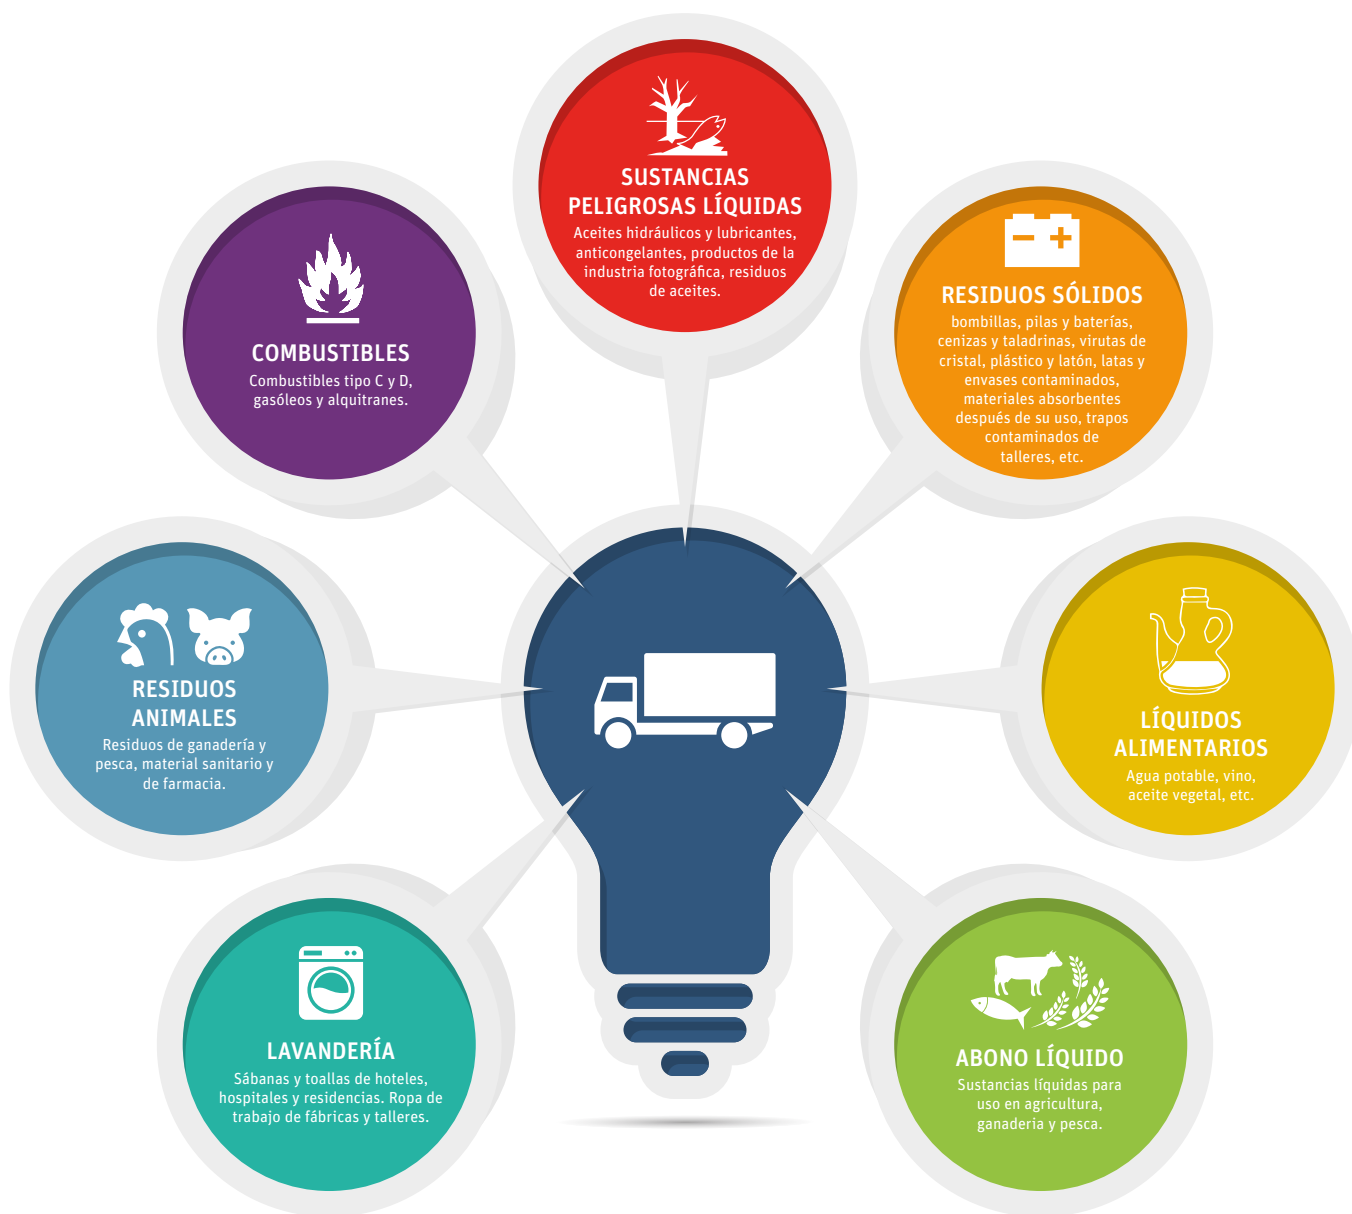 SUSTANCIAS
PELIGROSAS LÍQUIDAS
Aceites hidráulicos y lubricantes,
anticongelantes, productos de la
industria fotográfica, residuos
de aceites.
COMBUSTIBLES
Combustibles tipo C y D,
gasóleos y alquitranes.
RESIDUOS SÓLIDOS
bombillas, pilas y baterías,
cenizas y taladrinas, virutas de
cristal, plástico y latón, latas y
envases contaminados,
materiales absorbentes
después de su uso, trapos
contaminados de
talleres, etc.
RESIDUOS
ANIMALES
Residuos de ganadería y
pesca, material sanitario y
de farmacia.
LÍQUIDOS
ALIMENTARIOS
Agua potable, vino,
aceite vegetal, etc.
LAVANDERÍA
Sábanas y toallas de hoteles,
hospitales y residencias. Ropa de
trabajo de fábricas y talleres.
ABONO LÍQUIDO
Sustancias líquidas para
uso en agricultura,
ganaderia y pesca.